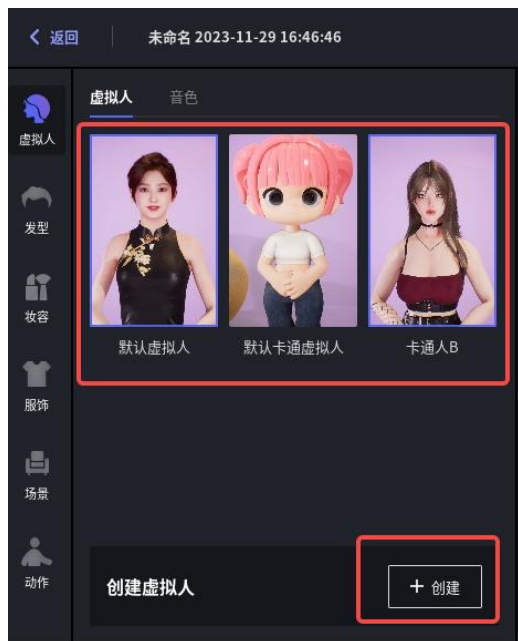 返回
未命名 2023-11-29 16:46:46
虚拟人
音色
虚拟人
发型
妆容
服饰
场景
动作
默认虚拟人
默认卡通虚拟人
卡通人B
创建虚拟人
+ 创建